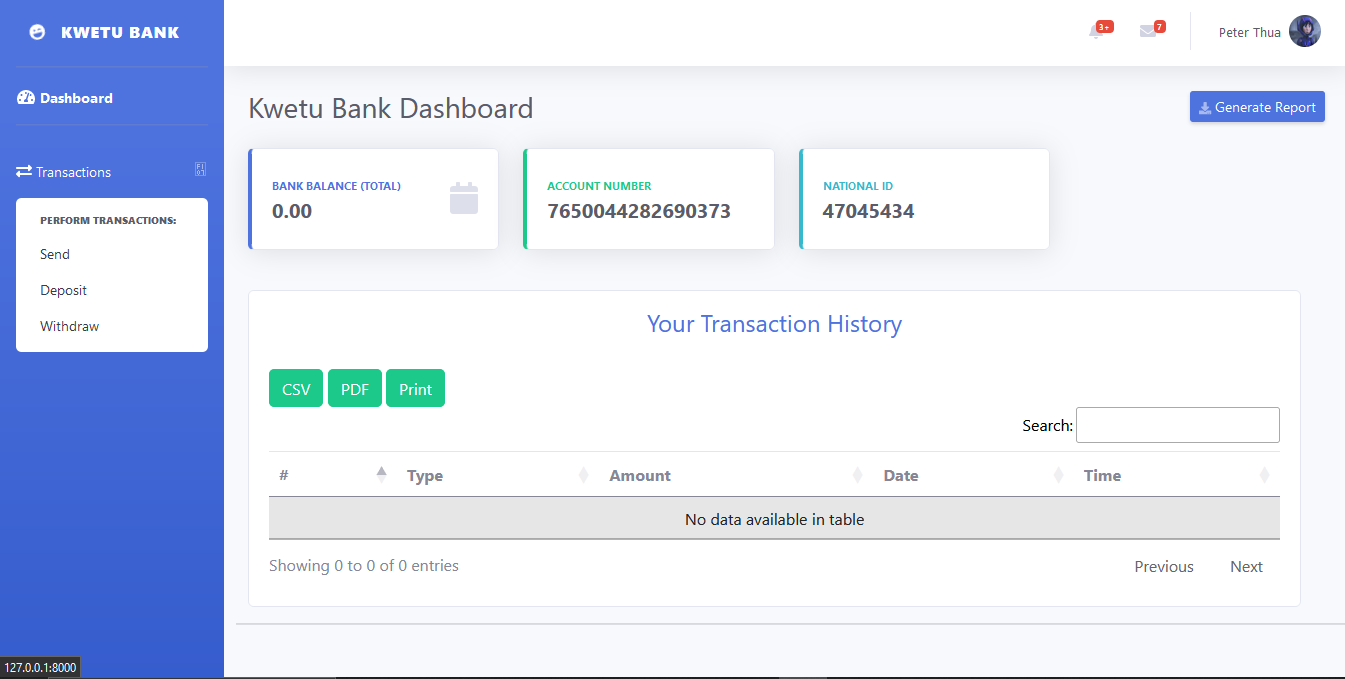 KWETU BANK
3+
7
Peter Thua
Dashboard
Kwetu Bank Dashboard
Generate Report
Transactions
PERFORM TRANSACTIONS:
Send
Deposit
Withdraw
BANK BALANCE (TOTAL)
0.00
ACCOUNT NUMBER
7650044282690373
NATIONAL ID
47045434
Your Transaction History
CSV PDF Print
Search:
# Type Amount Date Time
No data available in table
Showing 0 to 0 of 0 entries
Previous Next
127.0.0.1:8000